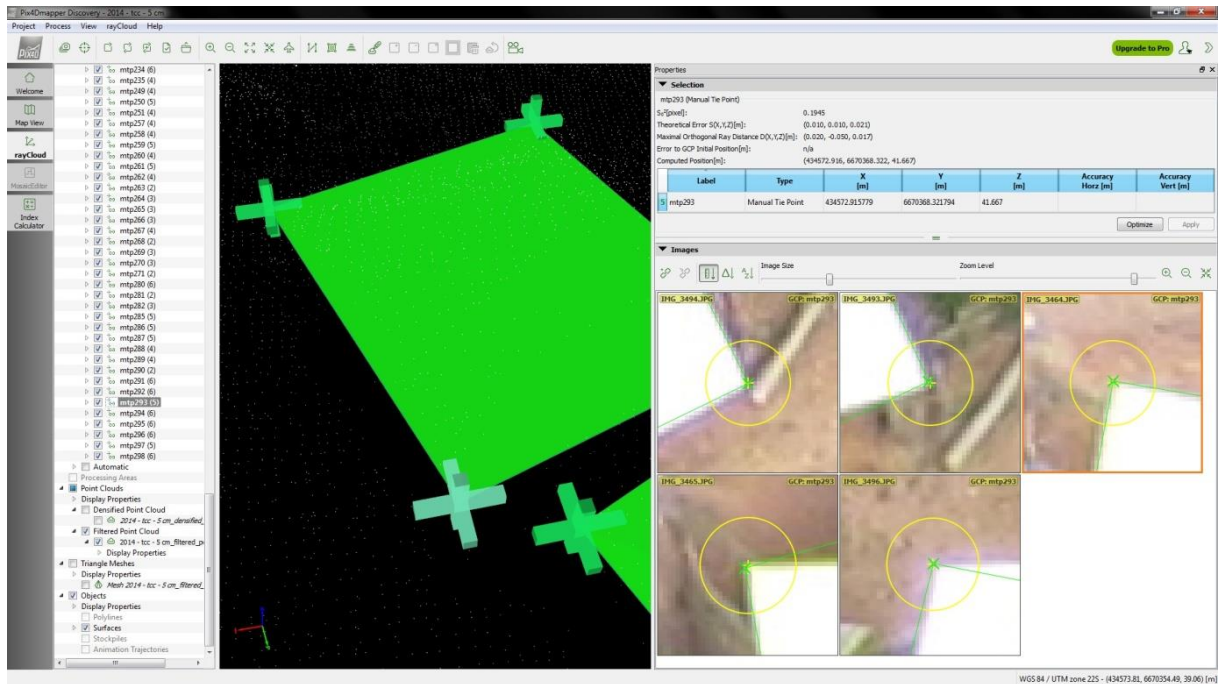 Pix4Dmapper Discovery - 2014 - tcc - 5 cm
Project Process View rayCloud Help
Pix4D
Upgrade to Pro
Welcome
Map View
rayCloud
MosaicEditor
Index
Calculator
mtp234 (6)
mtp235 (4)
mtp249 (4)
mtp250 (5)
mtp251 (4)
mtp257 (4)
mtp258 (4)
mtp259 (5)
mtp260 (4)
mtp261 (5)
mtp262 (4)
mtp263 (2)
mtp264 (3)
mtp265 (3)
mtp266 (3)
mtp267 (4)
mtp268 (2)
mtp269 (3)
mtp270 (3)
mtp271 (2)
mtp280 (6)
mtp281 (2)
mtp282 (3)
mtp285 (5)
mtp286 (5)
mtp287 (5)
mtp288 (4)
mtp289 (4)
mtp290 (2)
mtp291 (6)
mtp292 (6)
mtp293 (5)
mtp294 (6)
mtp295 (6)
mtp296 (6)
mtp297 (5)
mtp298 (6)
Automatic
Processing Areas
Point Clouds
Display Properties
Densified Point Cloud
2014 - tcc - 5 cm_densified_
Filtered Point Cloud
2014 - tcc - 5 cm_filtered_p
Display Properties
Triangle Meshes
Display Properties
Mesh 2014 - tcc - 5 cm_filtered_
Objects
Display Properties
Polylines
Surfaces
Stockpiles
Animation Trajectories
Properties
Selection
mtp293 (Manual Tie Point)
S₀²[pixel]: 0.1945
Theoretical Error S(X,Y,Z)[m]: (0.010, 0.010, 0.021)
Maximal Orthogonal Ray Distance D(X,Y,Z)[m]: (0.020, -0.050, 0.017)
Error to GCP Initial Position[m]: n/a
Computed Position[m]: (434572.916, 6670368.322, 41.667)
Label Type X [m] Y [m] Z [m] Accuracy Horz [m] Accuracy Vert [m]
5 mtp293 Manual Tie Point 434572.915779 6670368.321794 41.667
Optimize Apply
Images
Image Size Zoom Level
IMG_3494.JPG GCP: mtp293 IMG_3493.JPG GCP: mtp293 IMG_3464.JPG GCP: mtp293
IMG_3465.JPG GCP: mtp293 IMG_3496.JPG GCP: mtp293
WGS 84 / UTM zone 22S - (434573.81, 6670354.49, 39.06) [m]